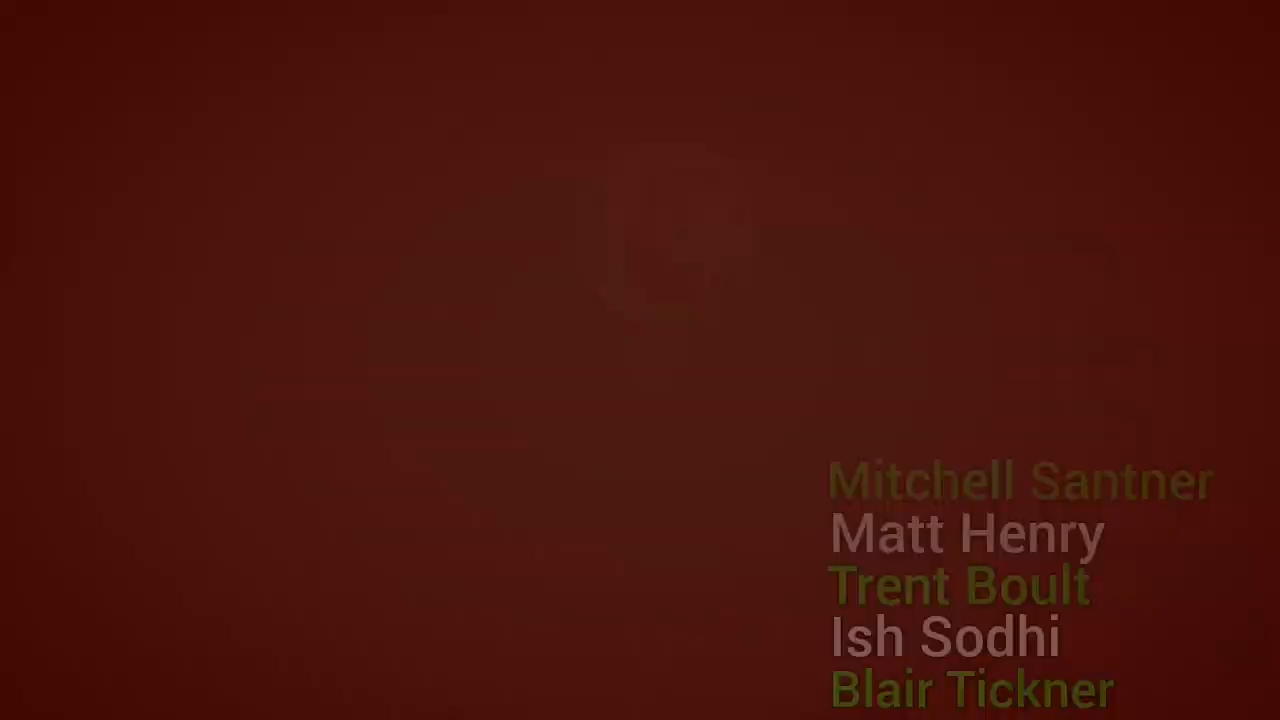 Mitchell Santner
Matt Henry
Trent Boult
Ish Sodhi
Blair Tickner